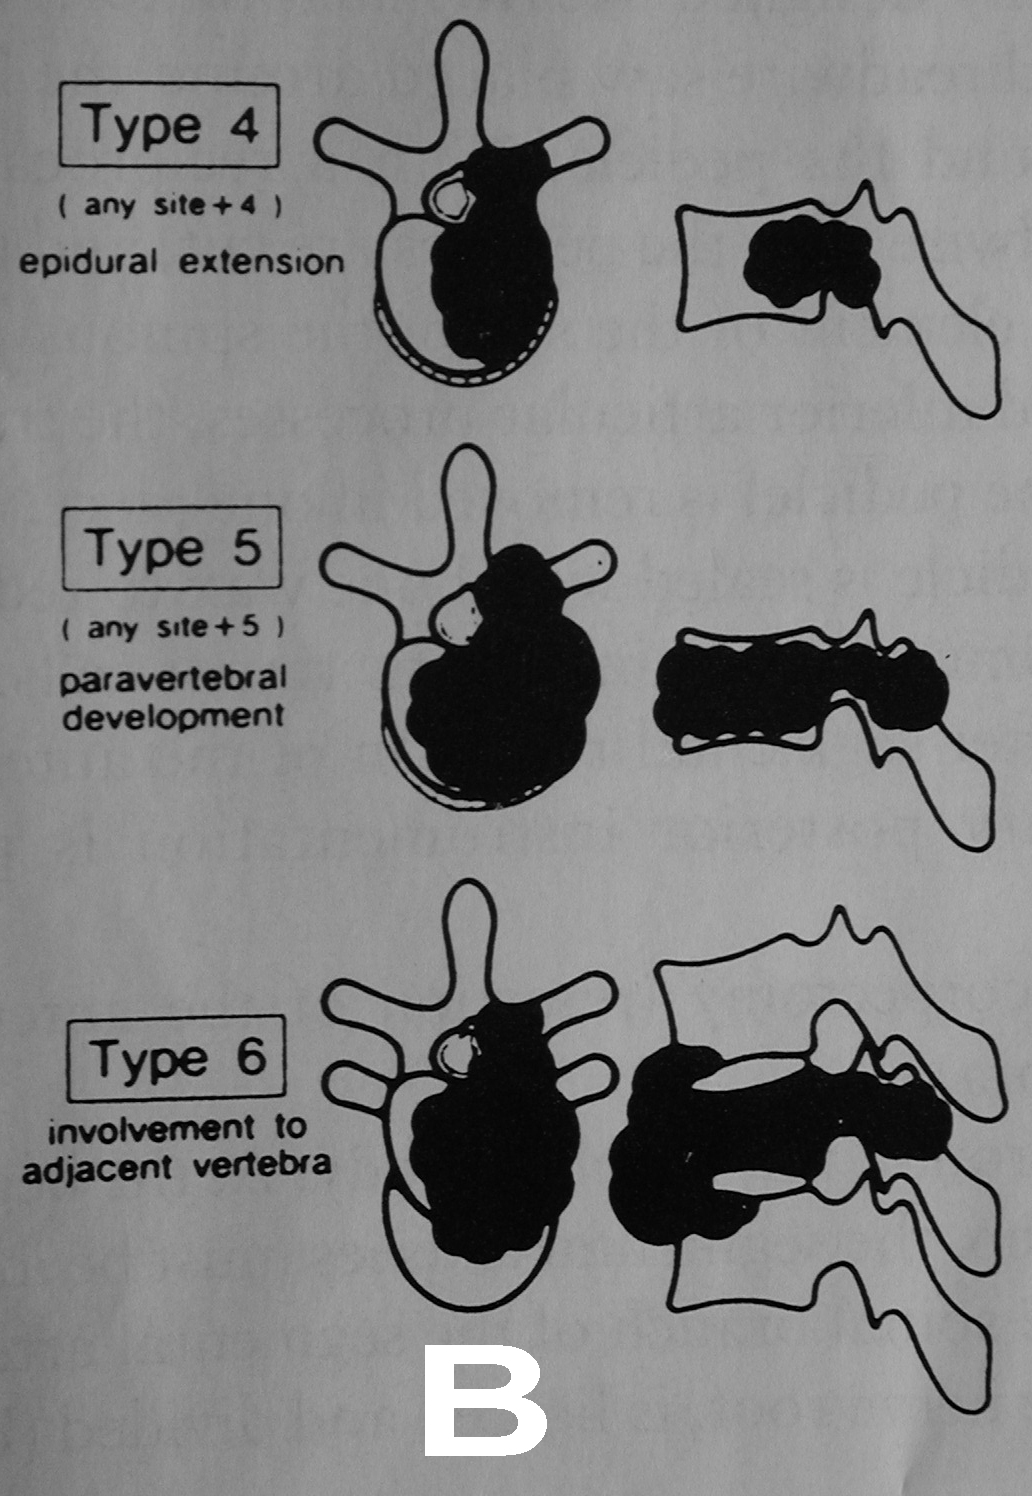 Type 4
( any site + 4 )
epidural extension
Type 5
( any site + 5 )
paravertebral
development
Type 6
involvement to
adjacent vertebra
B